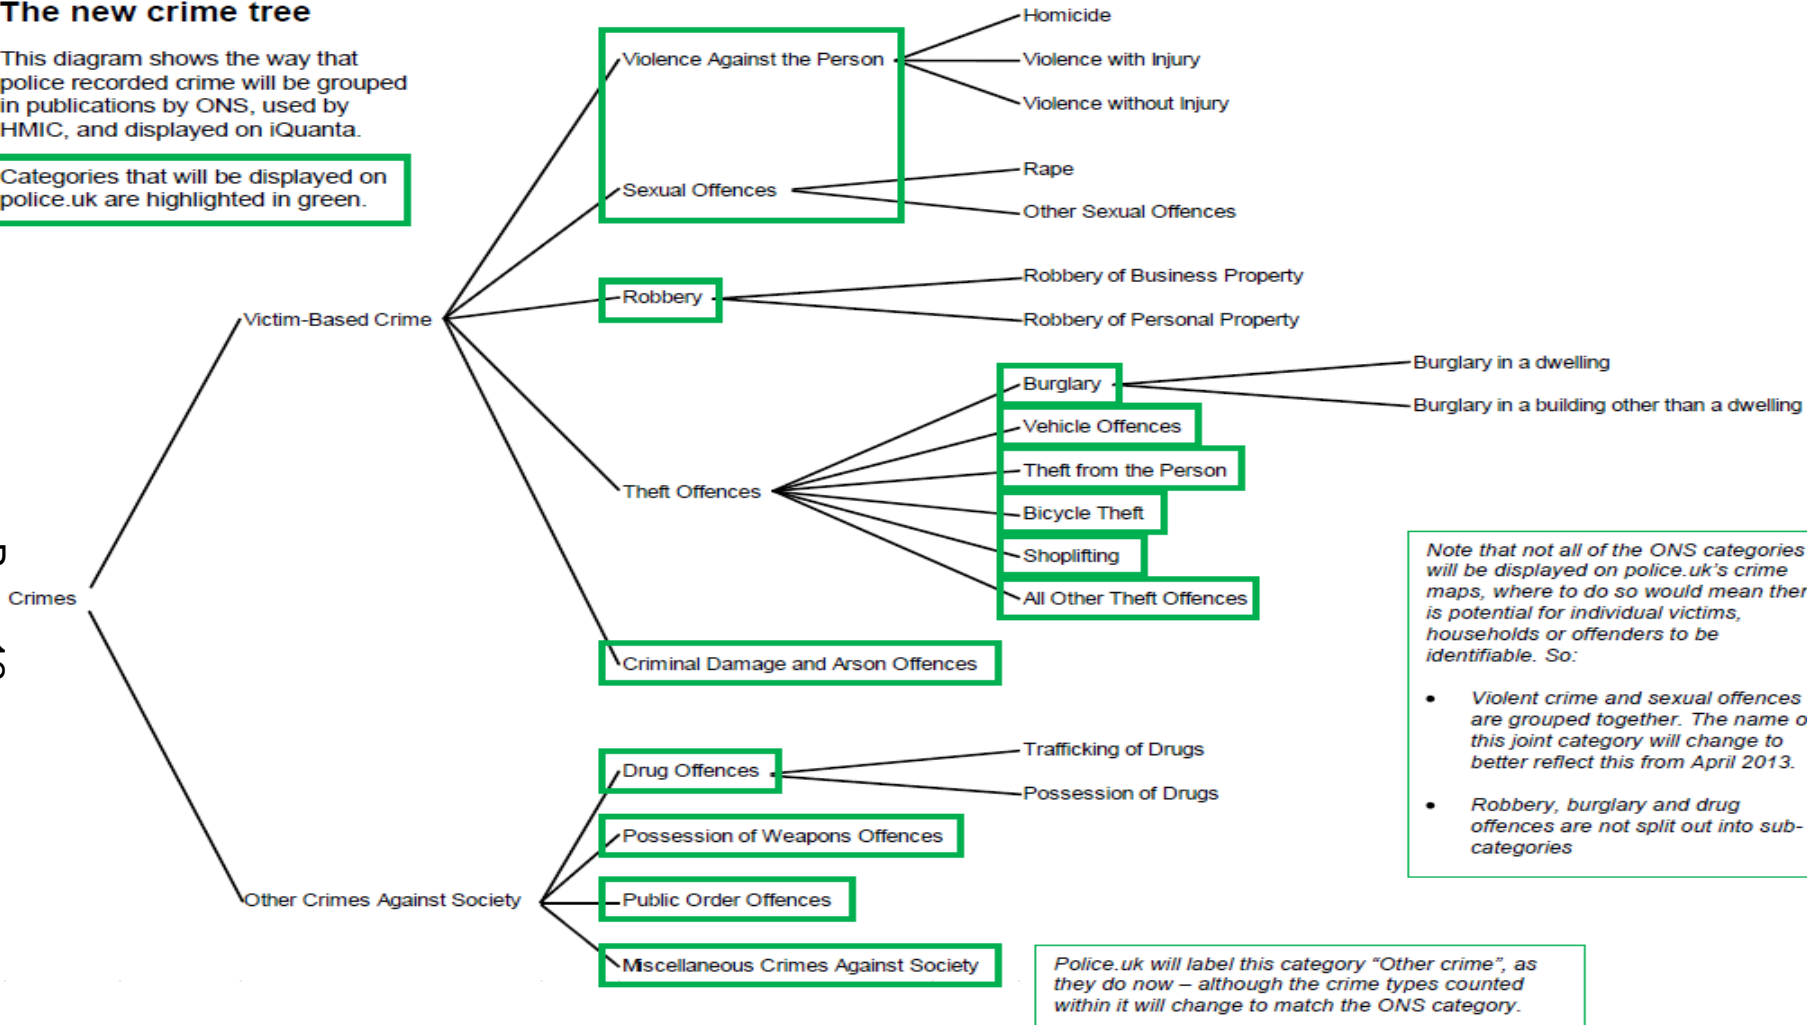 The new crime tree
This diagram shows the way that
police recorded crime will be grouped
in publications by ONS, used by
HMIC, and displayed on iQuanta.
Categories that will be displayed on
police.uk are highlighted in green.
Crimes
Victim-Based Crime
Violence Against the Person
Homicide
Violence with Injury
Violence without Injury
Sexual Offences
Rape
Other Sexual Offences
Robbery
Robbery of Business Property
Robbery of Personal Property
Theft Offences
Burglary
Burglary in a dwelling
Burglary in a building other than a dwelling
Vehicle Offences
Theft from the Person
Bicycle Theft
Shoplifting
All Other Theft Offences
Criminal Damage and Arson Offences
Other Crimes Against Society
Drug Offences
Trafficking of Drugs
Possession of Drugs
Possession of Weapons Offences
Public Order Offences
Miscellaneous Crimes Against Society
Note that not all of the ONS categories
will be displayed on police.uk's crime
maps, where to do so would mean ther
is potential for individual victims,
households or offenders to be
identifiable. So:
• Violent crime and sexual offences
are grouped together. The name o
this joint category will change to
better reflect this from April 2013.
• Robbery, burglary and drug
offences are not split out into sub-
categories
Police.uk will label this category “Other crime”, as
they do now – although the crime types counted
within it will change to match the ONS category.